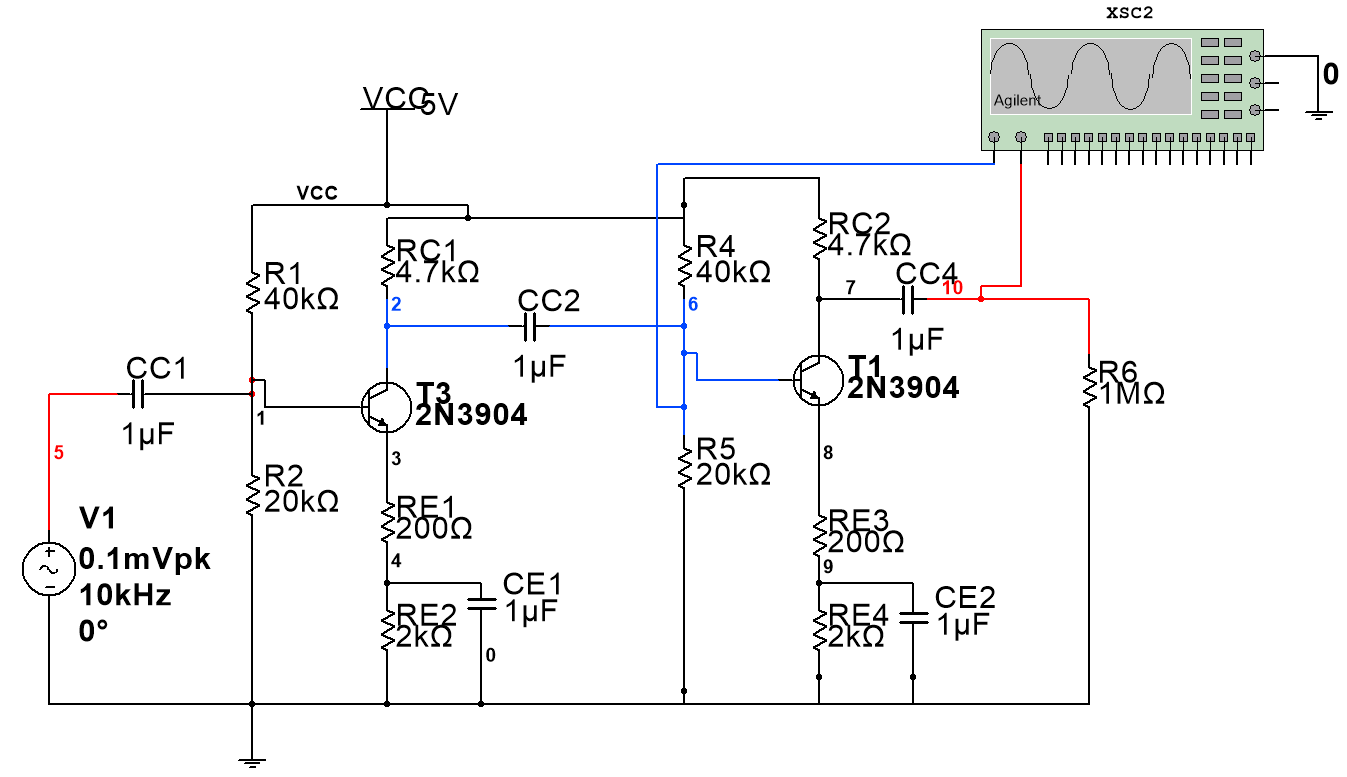 XSC2
Agilent
0
VCC
5V
VCC
R1
40kΩ
RC1
4.7kΩ
2
CC2
1µF
R4
40kΩ
6
RC2
4.7kΩ
7
CC4
10
1µF
CC1
1µF
1
T3
2N3904
T1
2N3904
R6
1MΩ
5
R2
20kΩ
3
R5
20kΩ
8
V1
0.1mVpk
10kHz
0°
RE1
200Ω
4
RE3
200Ω
9
RE2
2kΩ
CE1
1µF
0
RE4
2kΩ
CE2
1µF